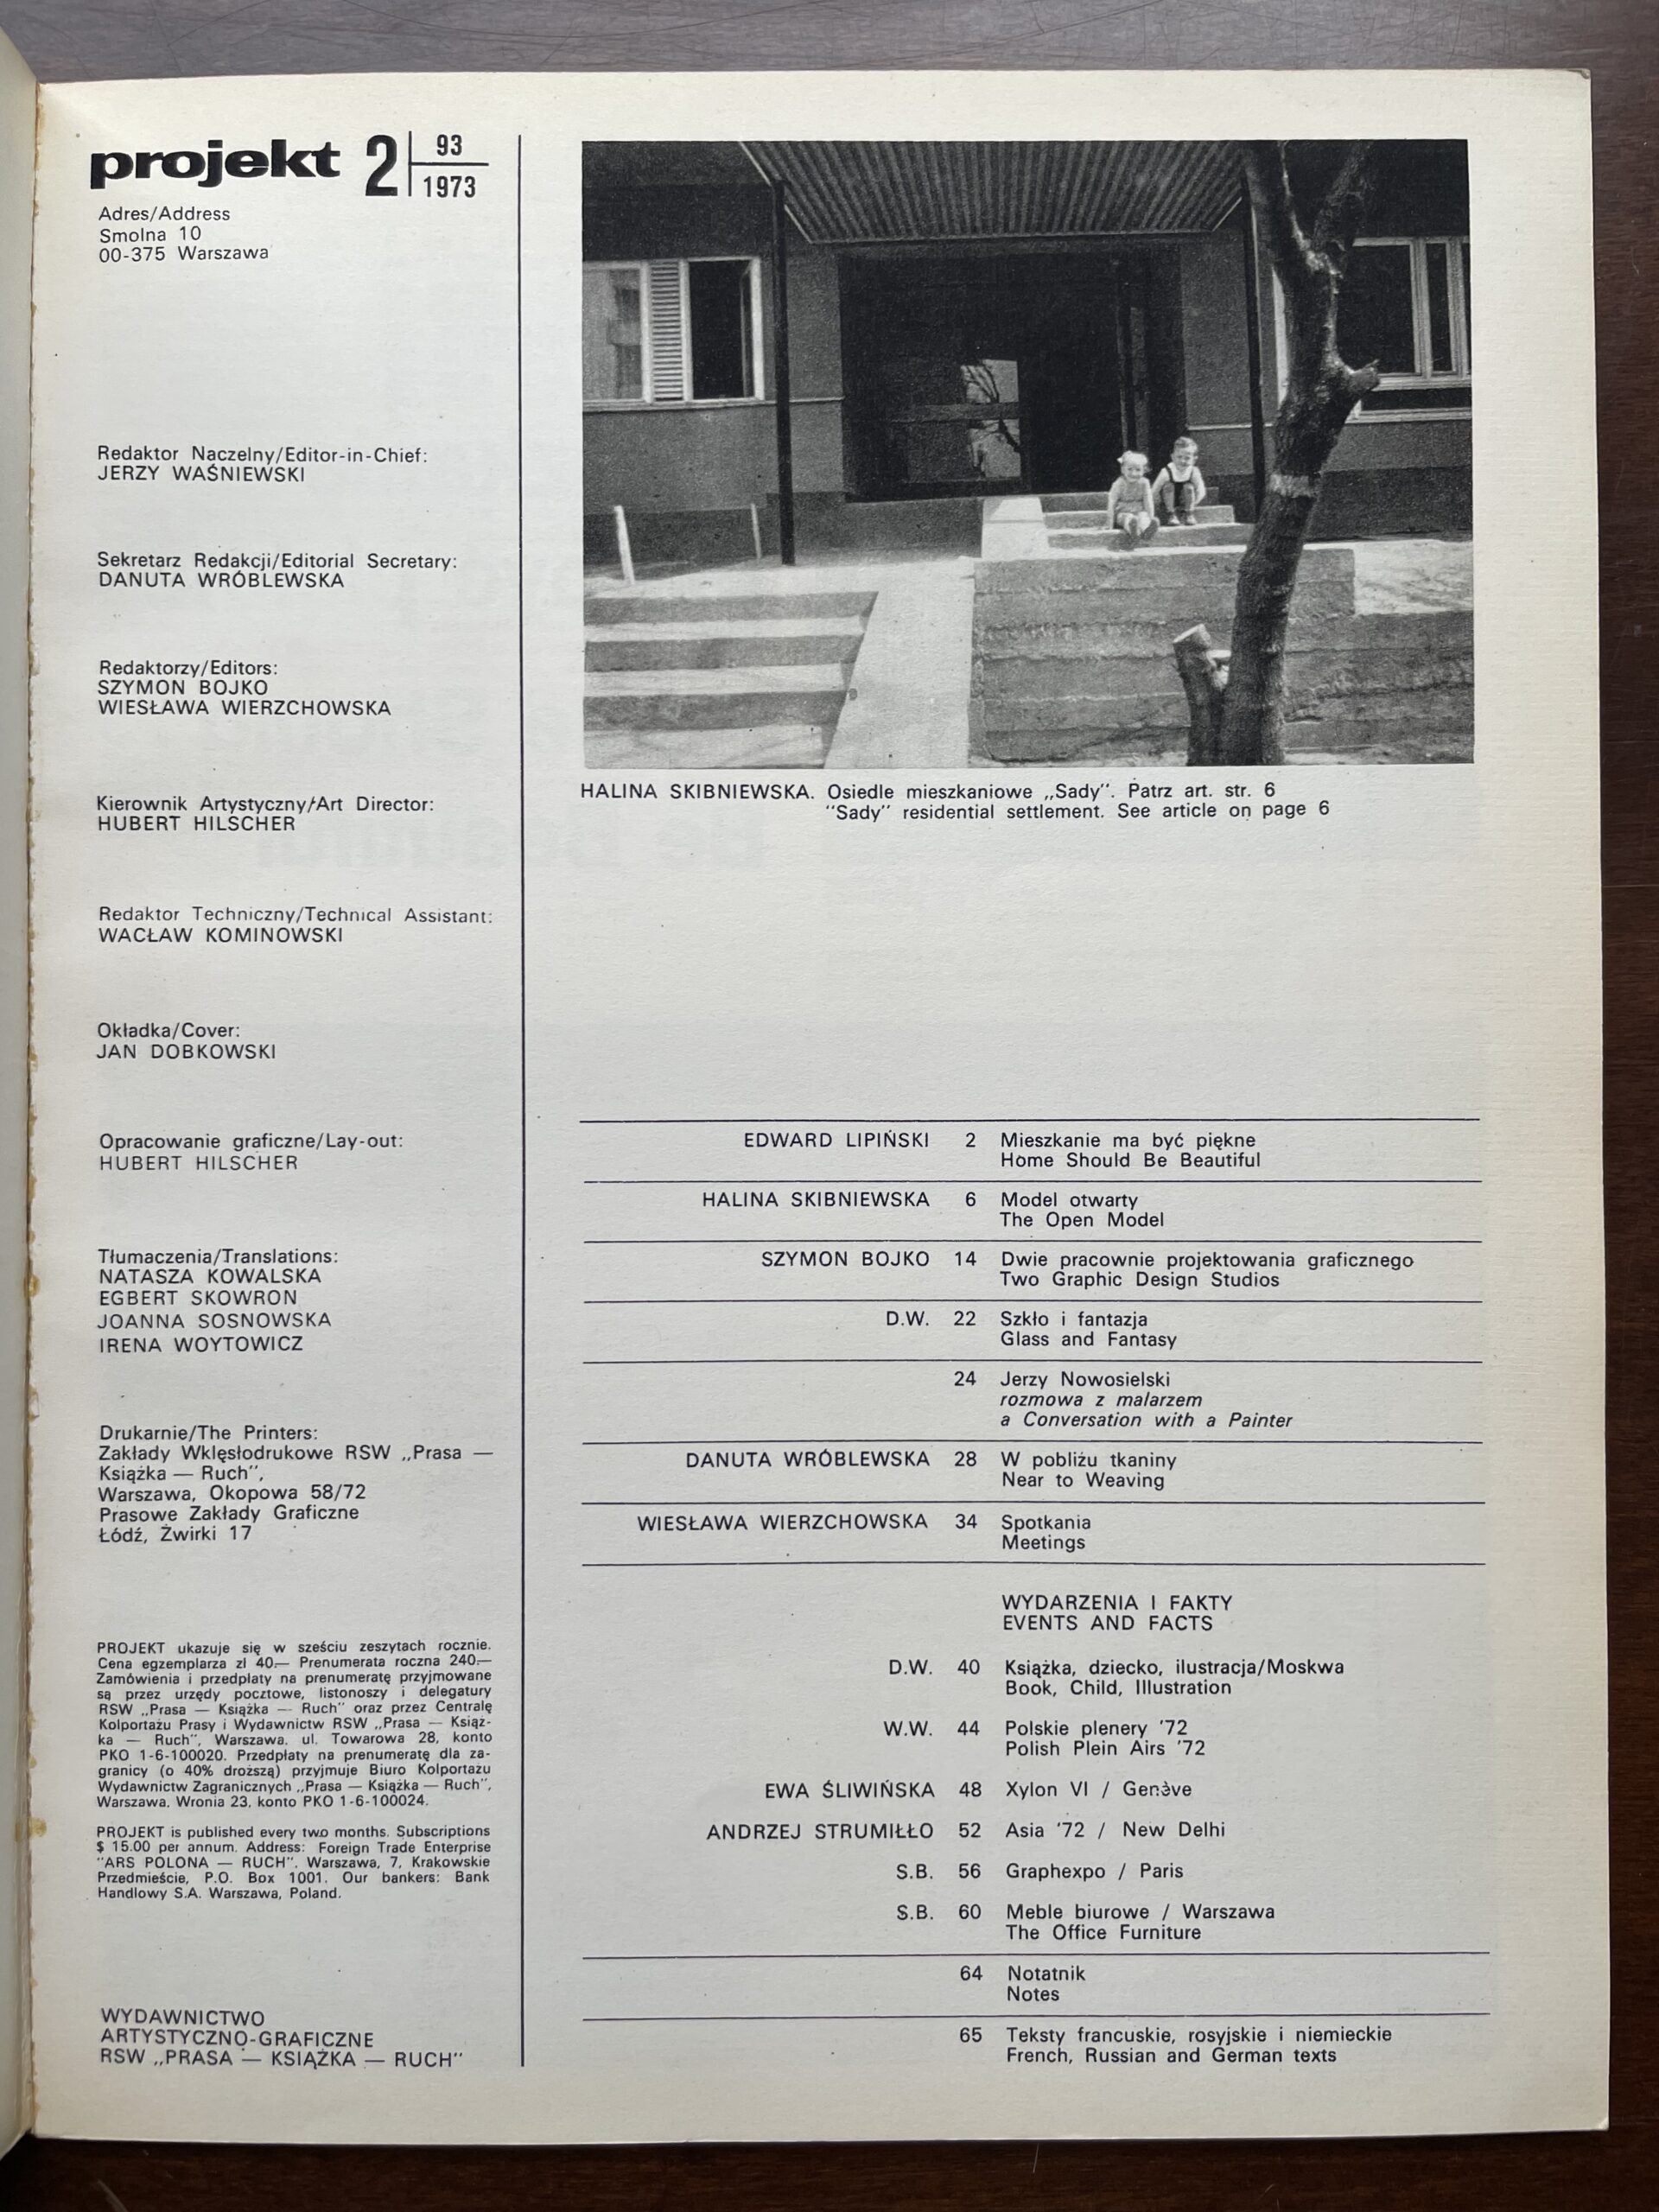 projekt 2 93
1973
Adres/Address
Smolna 10
00-375 Warszawa
Redaktor Naczelny/Editor-in-Chief:
JERZY WAŚNIEWSKI
Sekretarz Redakcji/Editorial Secretary:
DANUTA WRÓBLEWSKA
Redaktorzy/Editors:
SZYMON BOJKO
WIESŁAWA WIERZCHOWSKA
Kierownik Artystyczny/Art Director:
HUBERT HILSCHER
Redaktor Techniczny/Technical Assistant:
WACŁAW KOMINOWSKI
Okładka/Cover:
JAN DOBKOWSKI
Opracowanie graficzne/Lay-out:
HUBERT HILSCHER
Tłumaczenia/Translations:
NATASZA KOWALSKA
EGBERT SKOWRON
JOANNA SOSNOWSKA
IRENA WOYTOWICZ
Drukarnie/The Printers:
Zakłady Wklęsłodrukowe RSW „Prasa —
Książka — Ruch”,
Warszawa, Okopowa 58/72
Prasowe Zakłady Graficzne
Łódź, Żwirki 17
PROJEKT ukazuje się w sześciu zeszytach rocznie.
Cena egzemplarza zł 40,— Prenumerata roczna 240,—
Zamówienia i przedpłaty na prenumeratę przyjmowane
są przez urzędy pocztowe, listonoszy i delegatury
RSW „Prasa — Książka — Ruch” oraz przez Centralę
Kolportażu Prasy i Wydawnictw RSW „Prasa — Książ-
ka — Ruch”, Warszawa, ul. Towarowa 28, konto
PKO 1-6-100020. Przedpłaty na prenumeratę dla za-
granicy (o 40% droższą) przyjmuje Biuro Kolportażu
Wydawnictw Zagranicznych „Prasa — Książka — Ruch”,
Warszawa, Wronia 23, konto PKO 1-6-100024.
PROJEKT is published every two months. Subscriptions
$ 15.00 per annum. Address: Foreign Trade Enterprise
“ARS POLONA — RUCH”, Warszawa, 7, Krakowskie
Przedmieście, P.O. Box 1001. Our bankers: Bank
Handlowy S.A. Warszawa, Poland.
WYDAWNICTWO
ARTYSTYCZNO-GRAFICZNE
RSW „PRASA — KSIĄŻKA — RUCH”
HALINA SKIBNIEWSKA. Osiedle mieszkaniowe „Sady”. Patrz art. str. 6
“Sady” residential settlement. See article on page 6
EDWARD LIPIŃSKI 2 Mieszkanie ma być piękne
Home Should Be Beautiful
HALINA SKIBNIEWSKA 6 Model otwarty
The Open Model
SZYMON BOJKO 14 Dwie pracownie projektowania graficznego
Two Graphic Design Studios
D.W. 22 Szkło i fantazja
Glass and Fantasy
24 Jerzy Nowosielski
rozmowa z malarzem
a Conversation with a Painter
DANUTA WRÓBLEWSKA 28 W pobliżu tkaniny
Near to Weaving
WIESŁAWA WIERZCHOWSKA 34 Spotkania
Meetings
WYDARZENIA I FAKTY
EVENTS AND FACTS
D.W. 40 Książka, dziecko, ilustracja/Moskwa
Book, Child, Illustration
W.W. 44 Polskie plenery ’72
Polish Plein Airs ’72
EWA ŚLIWIŃSKA 48 Xylon VI / Genève
ANDRZEJ STRUMIŁŁO 52 Asia ’72 / New Delhi
S.B. 56 Graphexpo / Paris
S.B. 60 Meble biurowe / Warszawa
The Office Furniture
64 Notatnik
Notes
65 Teksty francuskie, rosyjskie i niemieckie
French, Russian and German texts